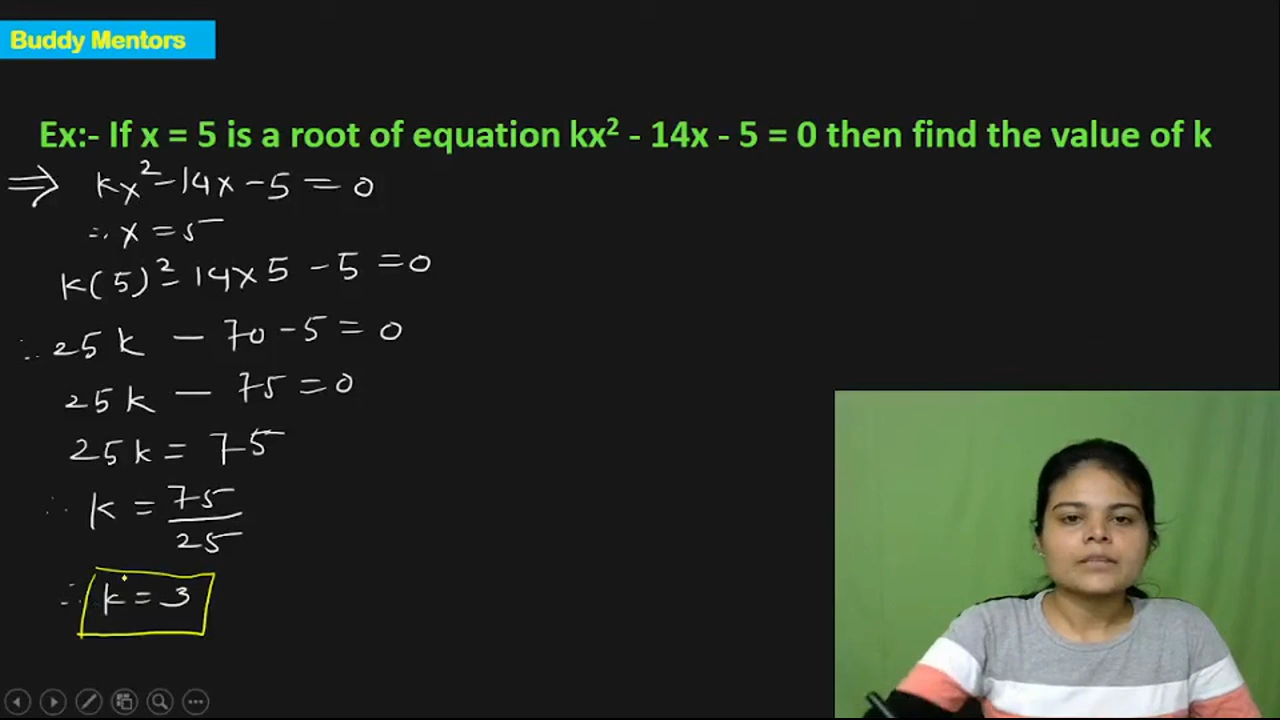 Buddy Mentors
Ex:- If x = 5 is a root of equation kx² - 14x - 5 = 0 then find the value of k
⇒ kx² - 14x - 5 = 0
∴ x = 5
k(5)² - 14x5 - 5 = 0
∴ 25k - 70 - 5 = 0
25k - 75 = 0
25k = 75
∴ k = 75/25
∴ k = 3